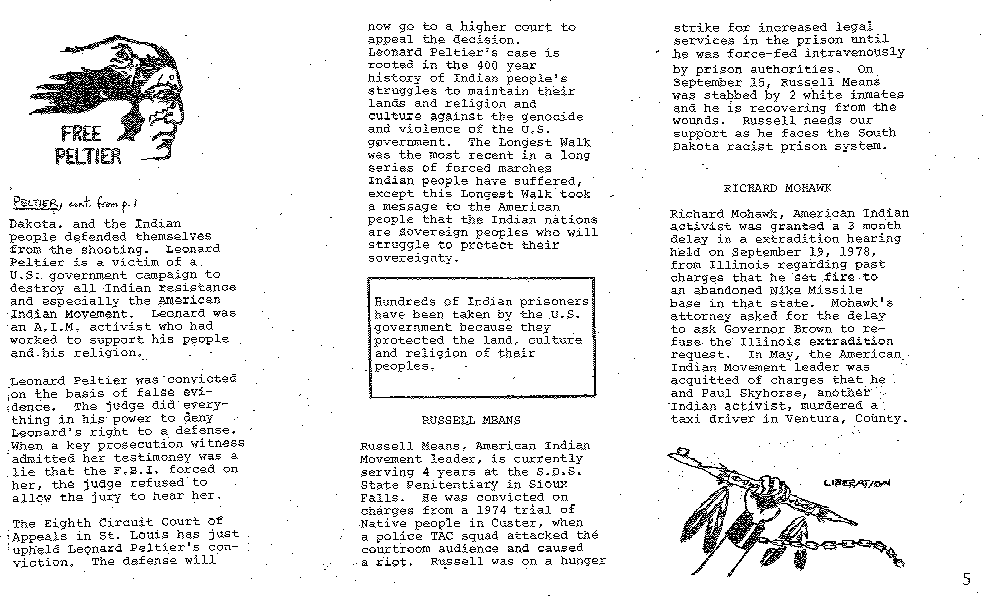 FREE
PELTIER
PELTIER, cont. from p. 1
Dakota. and the Indian
people defended themselves
from the shooting.  Leonard
Peltier is a victim of a
U.S. government campaign to
destroy all Indian resistance
and especially the American
Indian Movement.  Leonard was
an A.I.M. activist who had
worked to support his people
and his religion.
Leonard Peltier was convicted
on the basis of false evi-
dence.  The judge did every-
thing in his power to deny
Leonard's right to a defense.
When a key prosecution witness
admitted her testimoney was a
lie that the F.B.I. forced on
her, the judge refused to
allow the jury to hear her.
The Eighth Circuit Court of
Appeals in St. Louis has just
upheld Leonard Peltier's con-
viction.  The defense will
now go to a higher court to
appeal the decision.
Leonard Peltier's case is
rooted in the 400 year
history of Indian people's
struggles to maintain their
lands and religion and
culture against the genocide
and violence of the U.S.
government.  The Longest Walk
was the most recent in a long
series of forced marches
Indian people have suffered,
except this Longest Walk took
a message to the American
people that the Indian nations
are Sovereign peoples who will
struggle to protect their
sovereignty.
Hundreds of Indian prisoners
have been taken by the U.S.
government because they
protected the land, culture
and religion of their
peoples.
RUSSELL MEANS
Russell Means, American Indian
Movement leader, is currently
serving 4 years at the S.D.S.
State Penitentiary in Sioux
Falls.  He was convicted on
charges from a 1974 trial of
Native people in Custer, when
a police TAC squad attacked the
courtroom audience and caused
a riot.  Russell was on a hunger
strike for increased legal
services in the prison until
he was force-fed intravenously
by prison authorities.  On
September 15, Russell Means
was stabbed by 2 white inmates
and he is recovering from the
wounds.  Russell needs our
support as he faces the South
Dakota racist prison system.
RICHARD MOHAWK
Richard Mohawk, American Indian
activist was granted a 3 month
delay in a extradition hearing
held on September 19, 1978,
from Illinois regarding past
charges that he set fire to
an abandoned Nike Missile
base in that state.  Mohawk's
attorney asked for the delay
to ask Governor Brown to re-
fuse the Illinois extradition
request.  In May, the American
Indian Movement leader was
acquitted of charges that he
and Paul Skyhorse, another
Indian activist, murdered a
taxi driver in Ventura, County.
LIBERATION
5